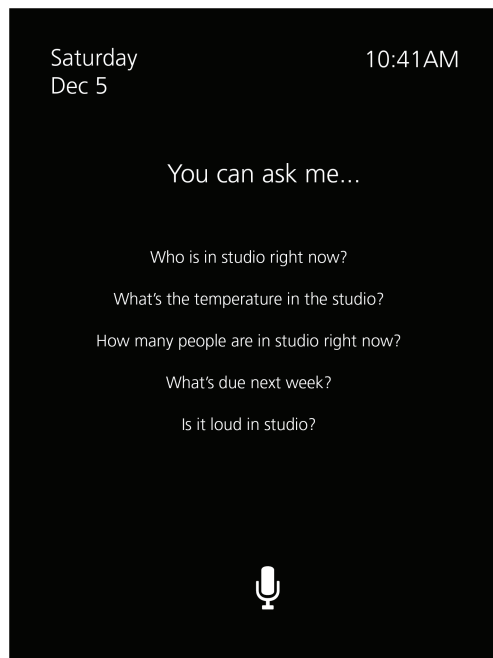 Saturday
10:41AM
Dec 5
You can ask me...
Who is in studio right now?
What's the temperature in the studio?
How many people are in studio right now?
What's due next week?
Is it loud in studio?